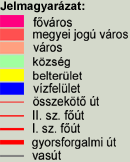 Jelmagyarázat:
főváros
megyei jogú város
város
község
belterület
vízfelület
összekötő út
II. sz. főút
I. sz. főút
gyorsforgalmi út
vasút